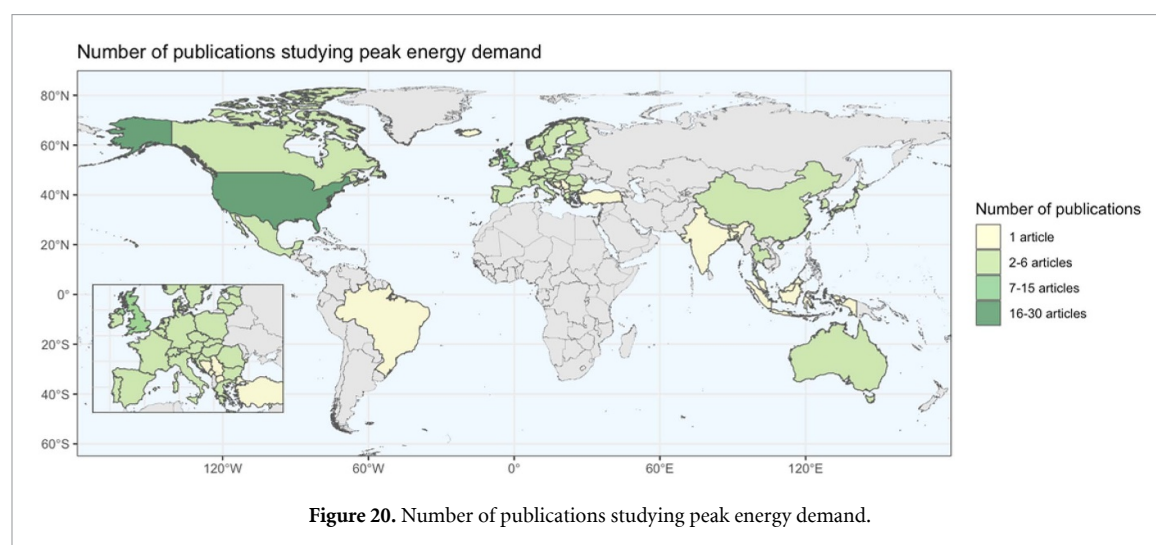 Number of publications studying peak energy demand
80°N
60°N
40°N
20°N
0°
20°S
40°S
60°S
120°W
60°W
0°
60°E
120°E
Number of publications
1 article
2-6 articles
7-15 articles
16-30 articles
Figure 20. Number of publications studying peak energy demand.